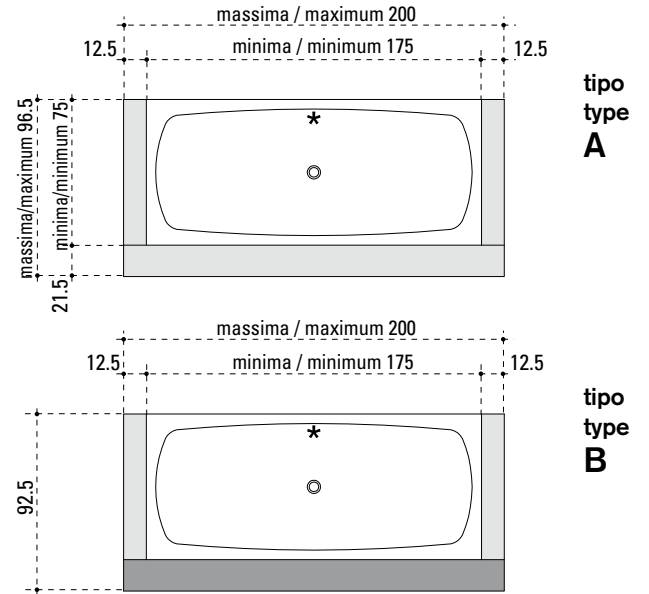 massima / maximum 200
12.5 minima / minimum 175 12.5
massima/maximum 96.5
minima/minimum 75
21.5
*
tipo
type
A
massima / maximum 200
12.5 minima / minimum 175 12.5
92.5
*
tipo
type
B